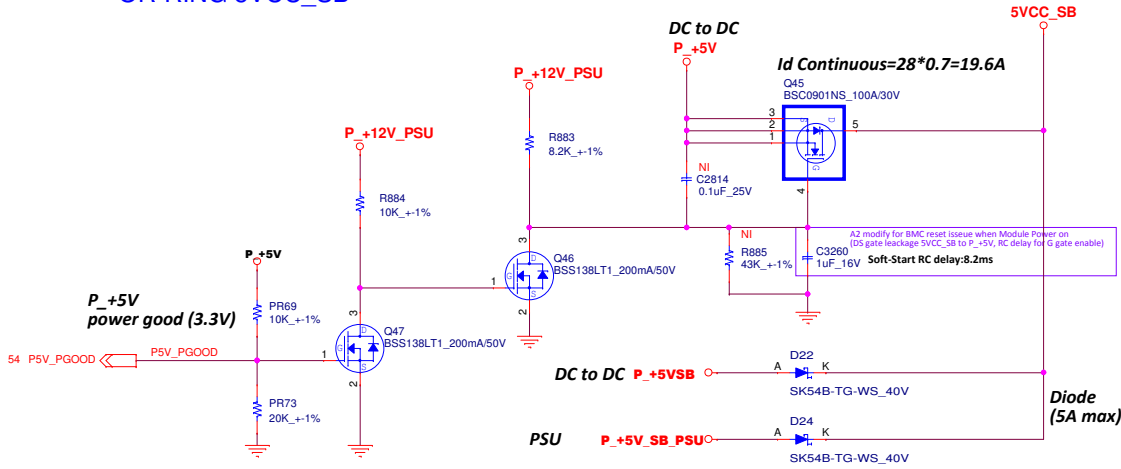 5VCC_SB
DC to DC
P_+5V
Id Continuous=28*0.7=19.6A
Q45
BSC0901NS_100A/30V
P_+12V_PSU
3
2
1
S
D
5
G
4
R883
8.2K_+-1%
P_+12V_PSU
NI
C2814
0.1uF_25V
R884
10K_+-1%
A2 modify for BMC reset isseue when Module Power on
(DS gate leackage 5VCC_SB to P_+5V, RC delay for G gate enable)
NI
R885
43K_+-1%
C3260
1uF_16V
Soft-Start RC delay:8.2ms
P_+5V
3
D
Q46
BSS138LT1_200mA/50V
1
G
S
2
P_+5V
power good (3.3V)
PR69
10K_+-1%
3
D
Q47
BSS138LT1_200mA/50V
54 P5V_PGOOD
P5V_PGOOD
1
G
S
2
PR73
20K_+-1%
DC to DC
P_+5VSB
A
D22
K
SK54B-TG-WS_40V
Diode
(5A max)
PSU
P_+5V_SB_PSU
A
D24
K
SK54B-TG-WS_40V